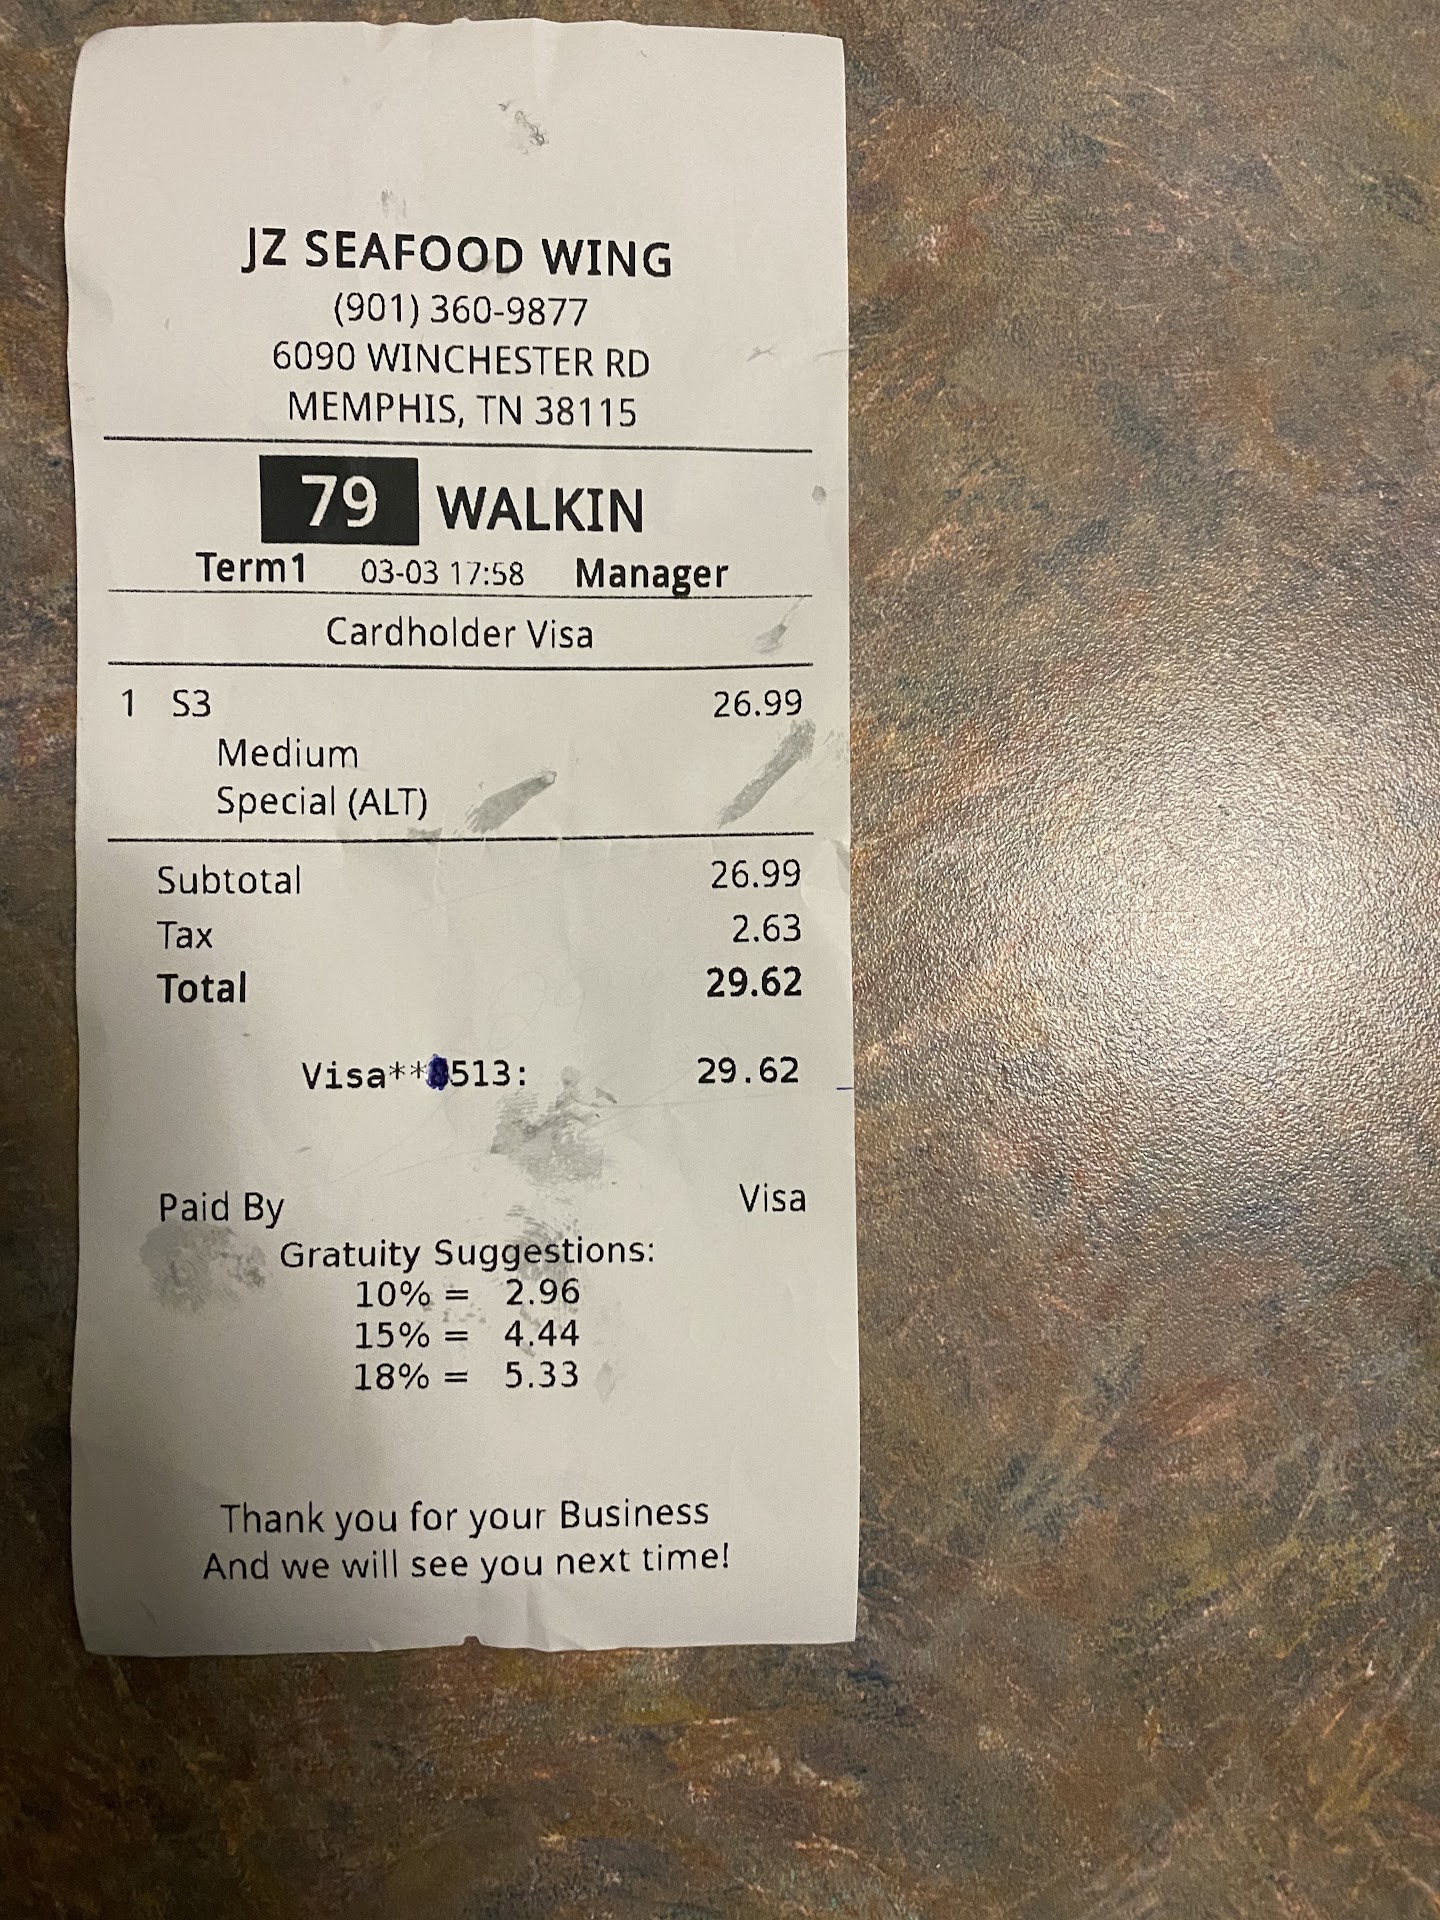 JZ SEAFOOD WING
(901) 360-9877
6090 WINCHESTER RD
MEMPHIS, TN 38115
79 WALKIN
Term1 03-03 17:58 Manager
Cardholder Visa
1 S3 26.99
Medium
Special (ALT)
Subtotal 26.99
Tax 2.63
Total 29.62
Visa**513: 29.62
Paid By Visa
Gratuity Suggestions:
10% = 2.96
15% = 4.44
18% = 5.33
Thank you for your Business
And we will see you next time!